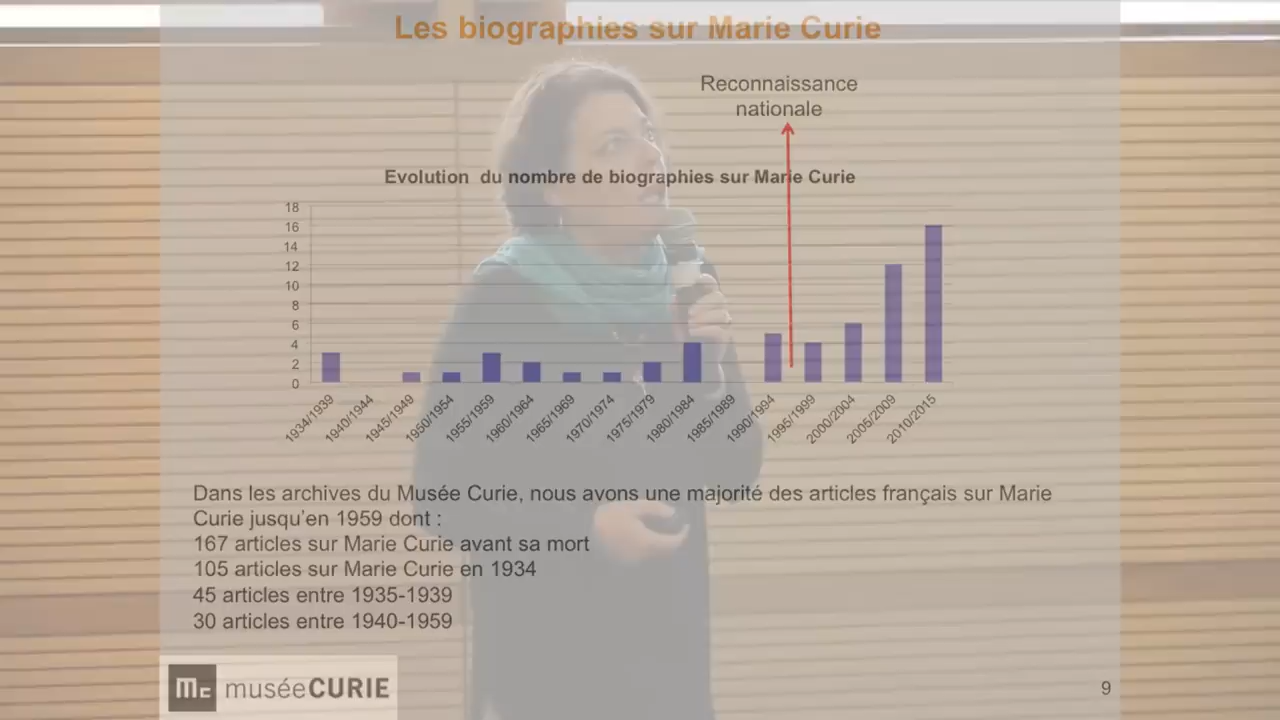 Les biographies sur Marie Curie
Reconnaissance
nationale
Evolution du nombre de biographies sur Marie Curie
18
16
14
12
10
8
6
4
2
0
1934/1939
1940/1944
1945/1949
1950/1954
1955/1959
1960/1964
1965/1969
1970/1974
1975/1979
1980/1984
1985/1989
1990/1994
1995/1999
2000/2004
2005/2009
2010/2015
Dans les archives du Musée Curie, nous avons une majorité des articles français sur Marie
Curie jusqu'en 1959 dont :
167 articles sur Marie Curie avant sa mort
105 articles sur Marie Curie en 1934
45 articles entre 1935-1939
30 articles entre 1940-1959
Mc muséeCURIE
9